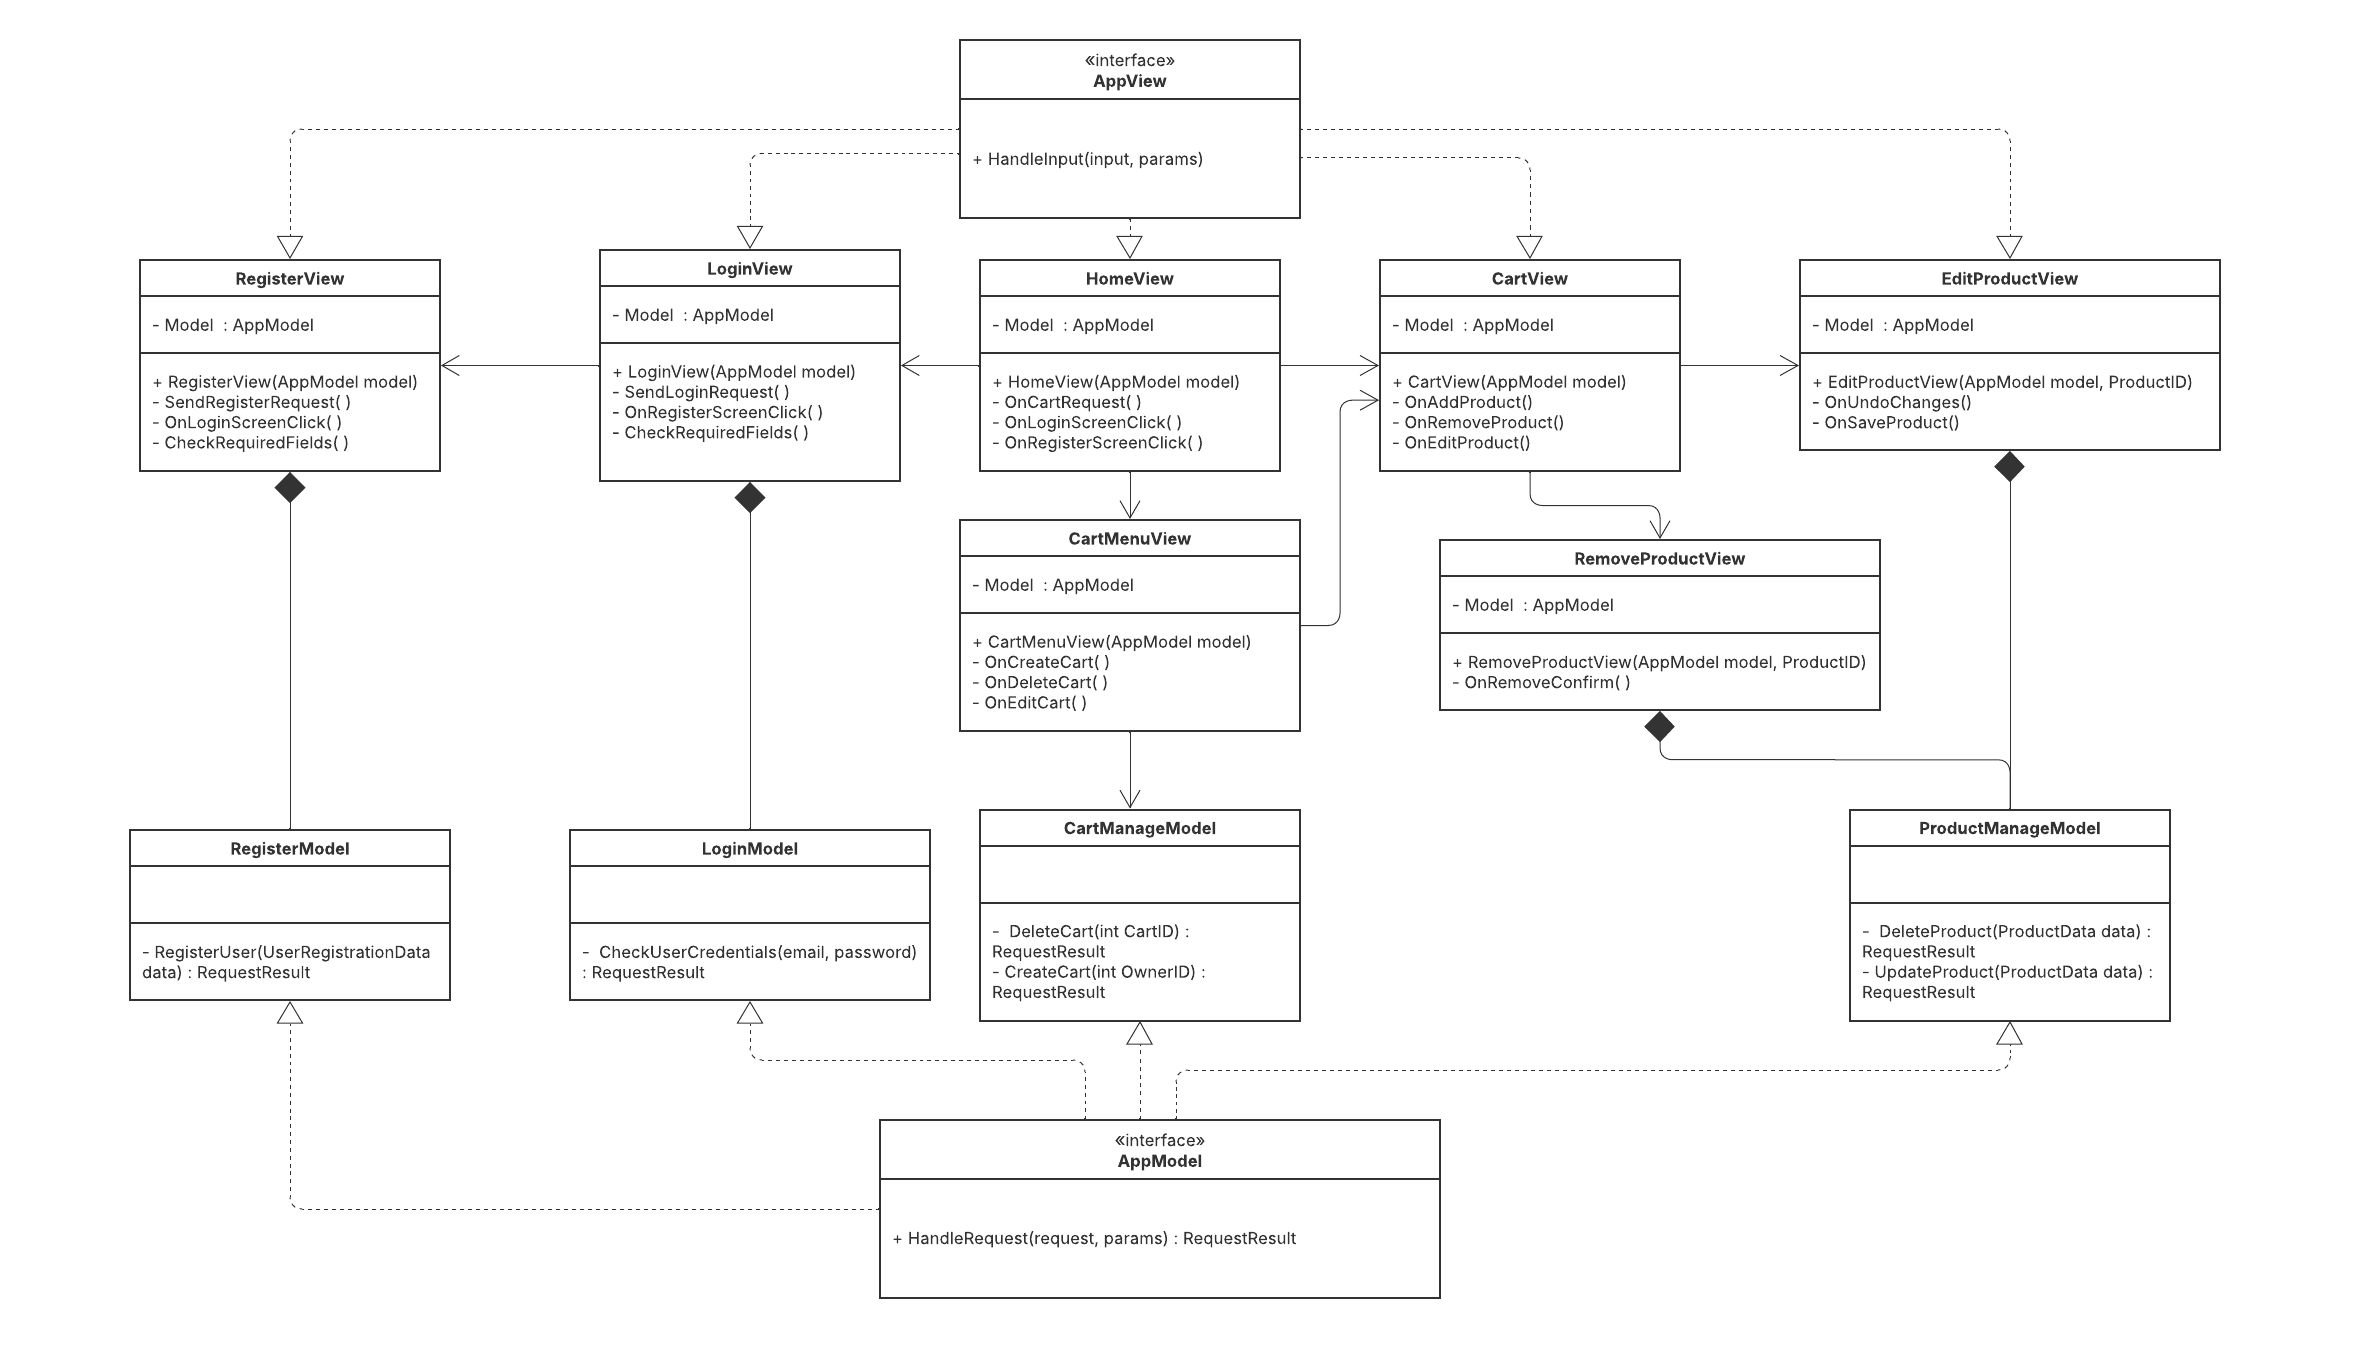 «interface»
AppView
+ HandleInput(input, params)
RegisterView
- Model : AppModel
+ RegisterView(AppModel model)
- SendRegisterRequest( )
- OnLoginScreenClick( )
- CheckRequiredFields( )
LoginView
- Model : AppModel
+ LoginView(AppModel model)
- SendLoginRequest( )
- OnRegisterScreenClick( )
- CheckRequiredFields( )
HomeView
- Model : AppModel
+ HomeView(AppModel model)
- OnCartRequest( )
- OnLoginScreenClick( )
- OnRegisterScreenClick( )
CartView
- Model : AppModel
+ CartView(AppModel model)
- OnAddProduct()
- OnRemoveProduct()
- OnEditProduct()
EditProductView
- Model : AppModel
+ EditProductView(AppModel model, ProductID)
- OnUndoChanges()
- OnSaveProduct()
CartMenuView
- Model : AppModel
+ CartMenuView(AppModel model)
- OnCreateCart( )
- OnDeleteCart( )
- OnEditCart( )
RemoveProductView
- Model : AppModel
+ RemoveProductView(AppModel model, ProductID)
- OnRemoveConfirm( )
RegisterModel
- RegisterUser(UserRegistrationData
data) : RequestResult
LoginModel
- CheckUserCredentials(email, password)
: RequestResult
CartManageModel
- DeleteCart(int CartID) :
RequestResult
- CreateCart(int OwnerID) :
RequestResult
ProductManageModel
- DeleteProduct(ProductData data) :
RequestResult
- UpdateProduct(ProductData data) :
RequestResult
«interface»
AppModel
+ HandleRequest(request, params) : RequestResult